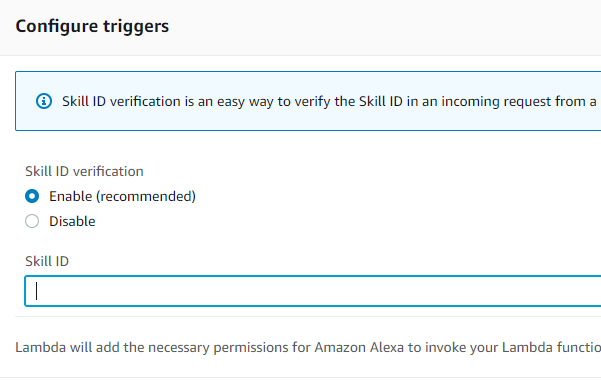 Configure triggers
Skill ID verification is an easy way to verify the Skill ID in an incoming request from a
Skill ID verification
Enable (recommended)
Disable
Skill ID
Lambda will add the necessary permissions for Amazon Alexa to invoke your Lambda functio